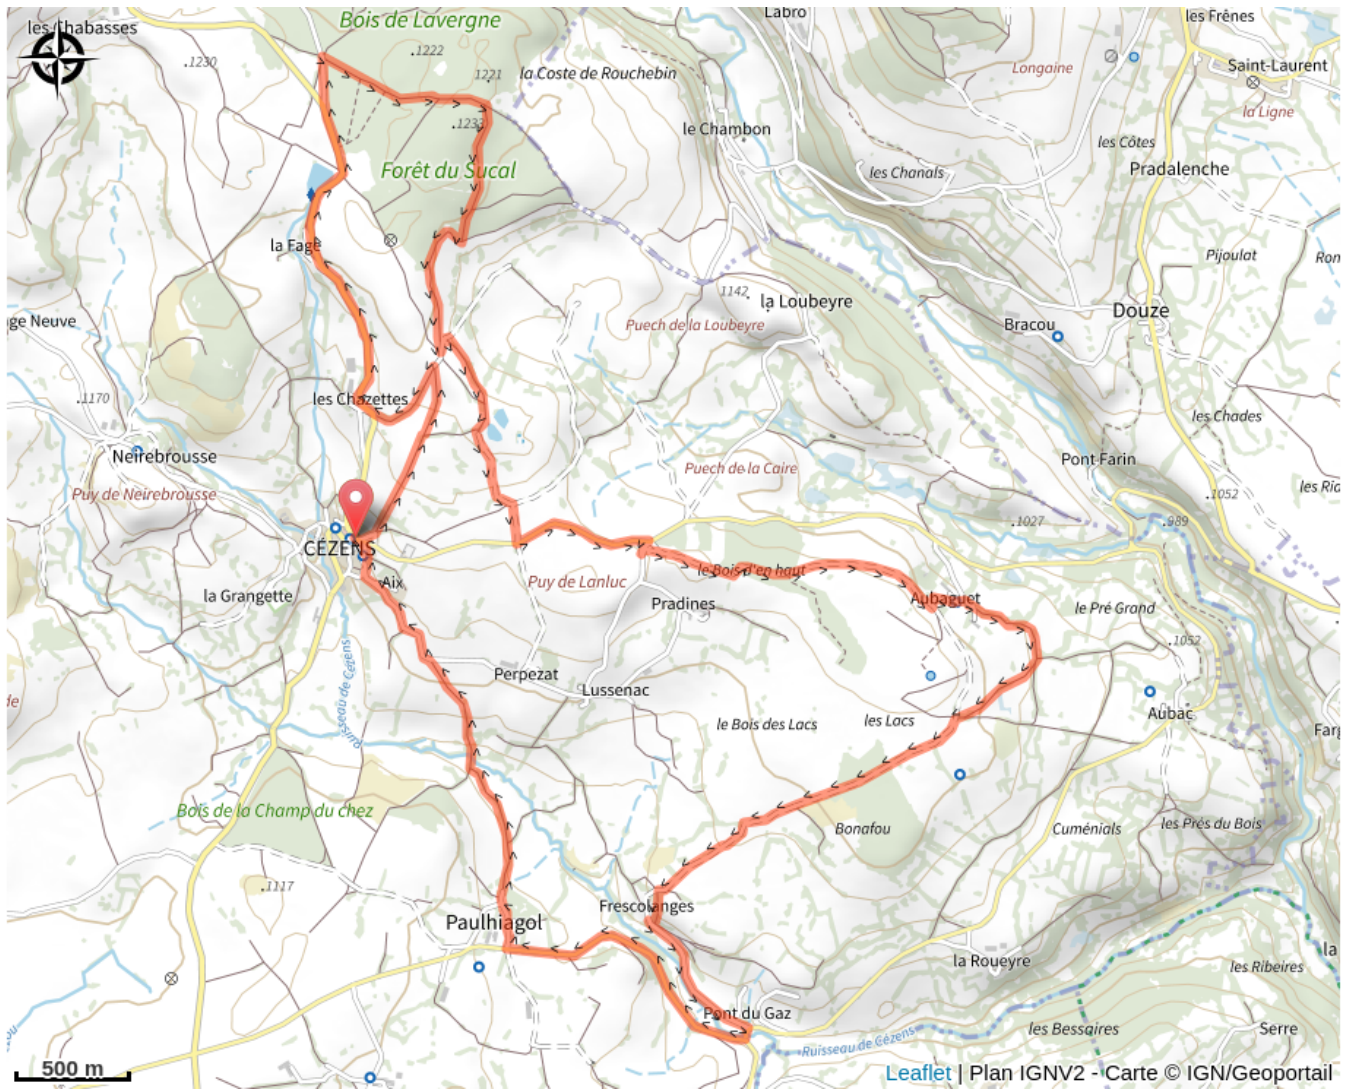 Labro
les Frênes
Bois de Lavergne
les Chabasses
.1222
.1230
la Coste de Rouchebin
1221
Longaine
Saint-Laurent
la Ligne
.1233
le Chambon
les Côtes
Forêt du Sucal
les Chanals
Pradalenche
la Fage
Pijoulat
Ron
1142
la Loubeyre
ge Neuve
Puech de la Loubeyre
Bracou
Douze
.1170
les Chazettes
les Chades
Neirebrousse
Puech de la Caire
Pont Farin
Puy de Neirebrousse
.1052
.1027
.989
CÉZENS
le Bois d'en haut
Aix
Puy de Lanluc
la Grangette
Pradines
Aubaguet
le Pré Grand
1052
Perpezat
Lussenac
Ruisseau de Cézens
de
le Bois des Lacs
les Lacs
Aubac
Farg
Bois de la Champ du chez
Bonafou
Cuménials
les Prés du Bois
.1117
Frescolanges
Paulhiagol
la
la Roueyre
les Ribeires
Pont du Gaz
les Bessaires
Serre
Ruisseau de Cézens
500 m
Leaflet | Plan IGNV2 - Carte © IGN/Geoportail